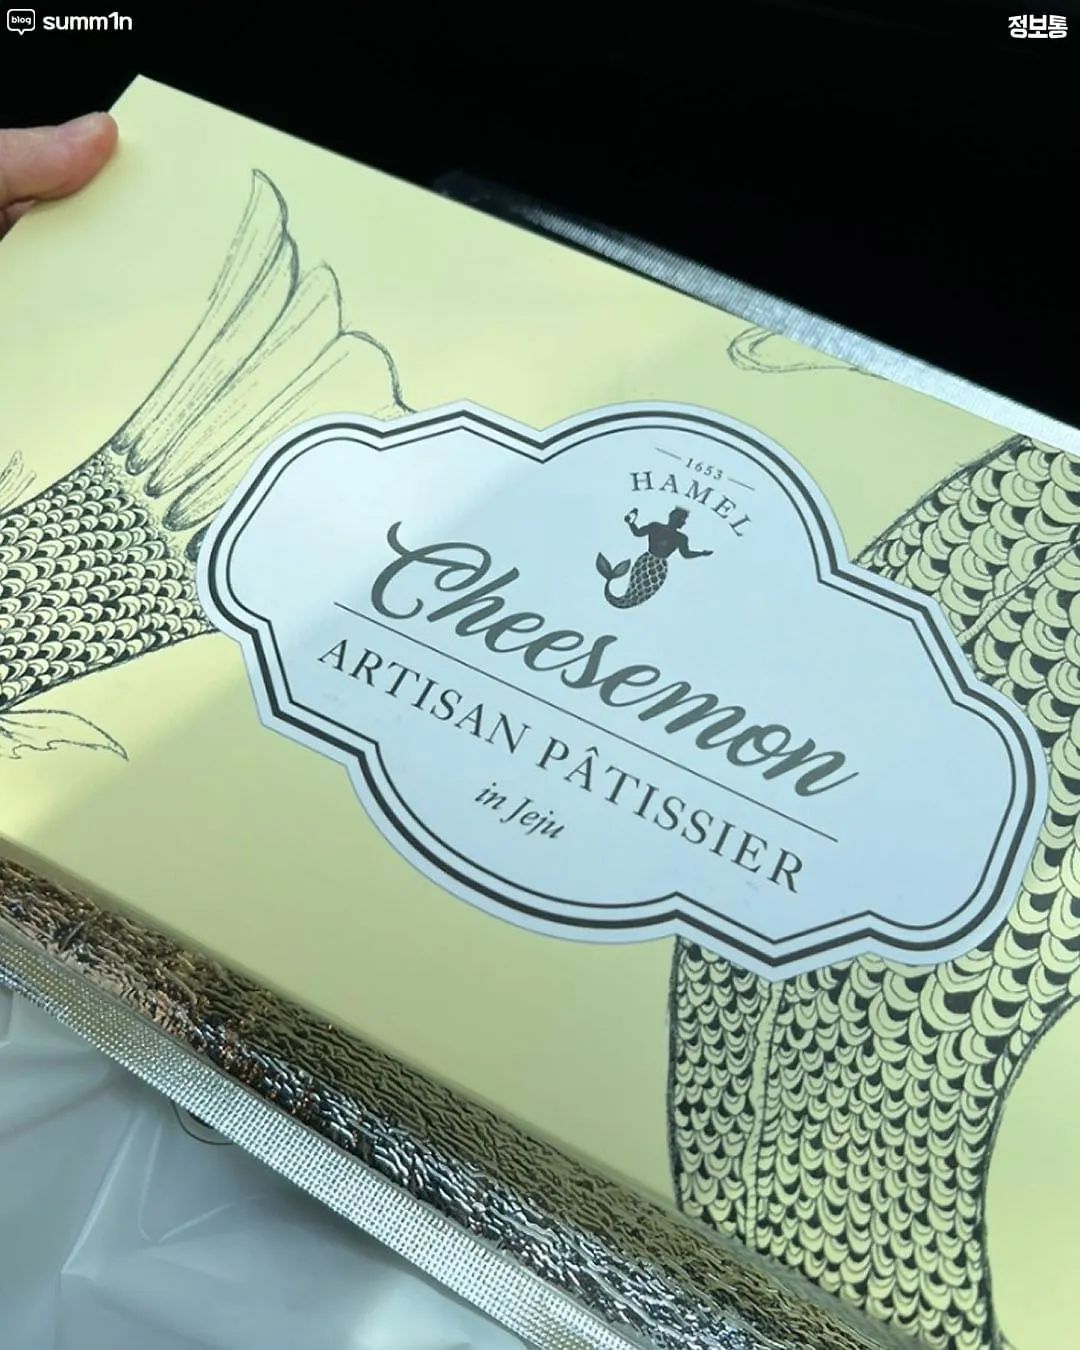 blog summ1n
정보통
1653
HAMEL
Cheesemon
ARTISAN PÂTISSIER
in Jeju